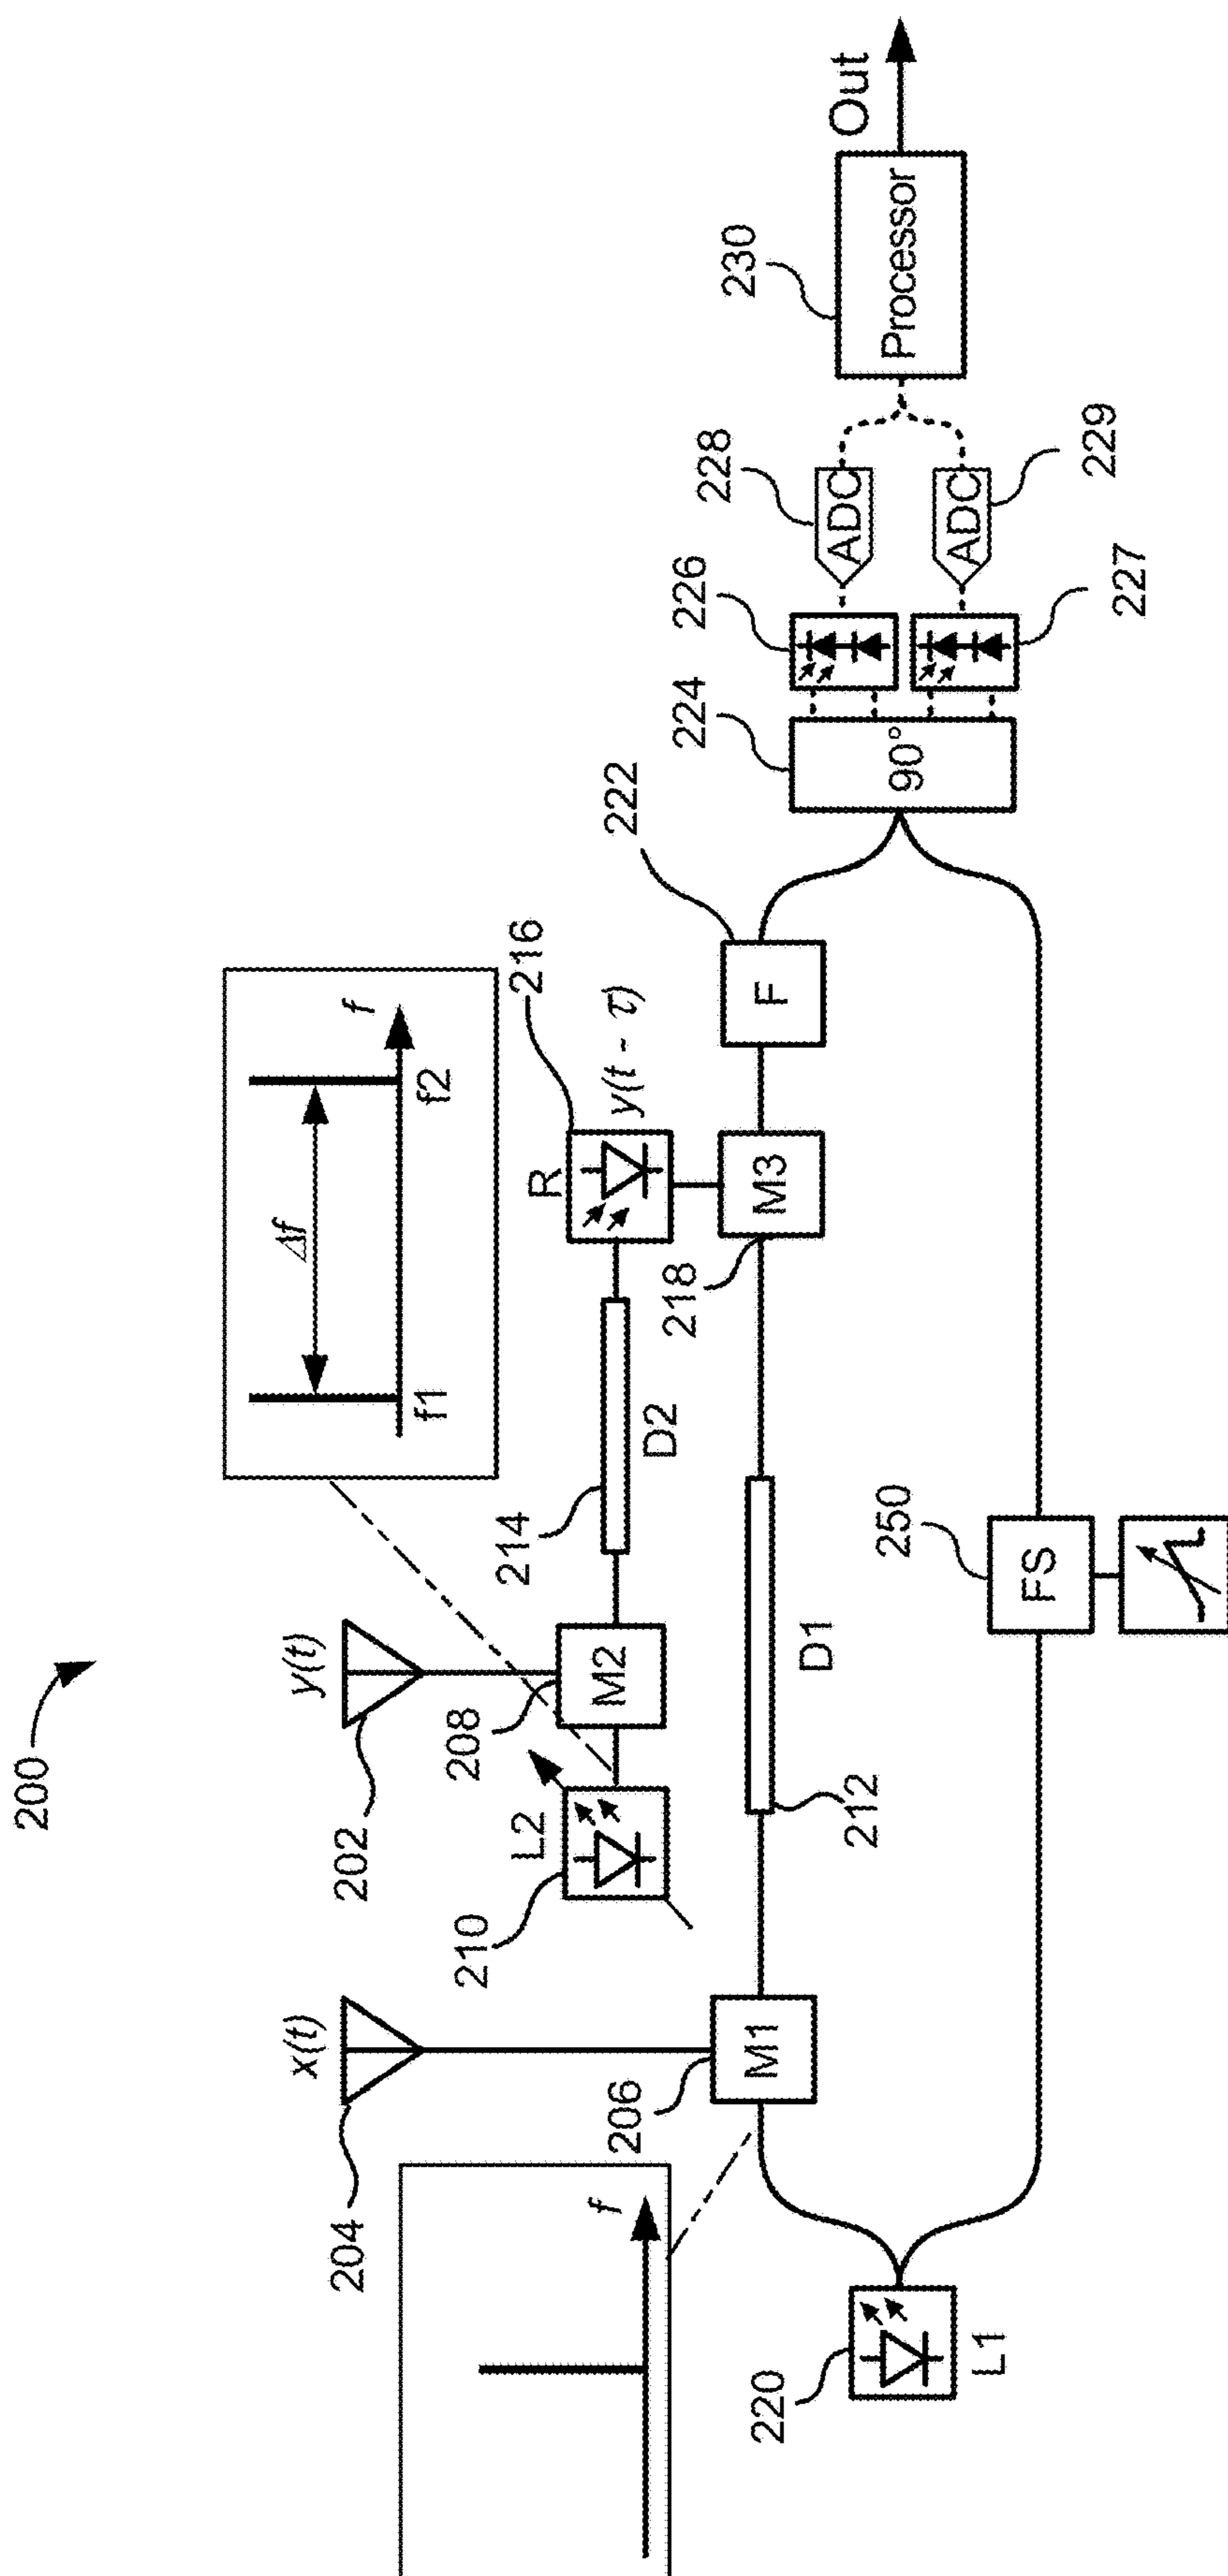 200
x(t)
204
y(t)
202
f
f1
Δf
f2
f
L2
210
208
M2
214
D2
R
216
y(t - τ)
206
M1
212
D1
218
M3
F
222
220
L1
250
FS
224
90°
226
227
228
ADC
ADC
229
230
Processor
Out